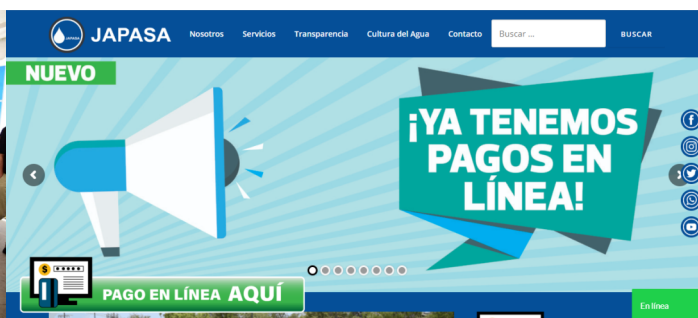 JAPASA
Nosotros Servicios Transparencia Cultura del Agua Contacto Buscar ... BUSCAR
NUEVO
¡YA TENEMOS
PAGOS EN
LÍNEA!
PAGO EN LÍNEA AQUÍ
En línea